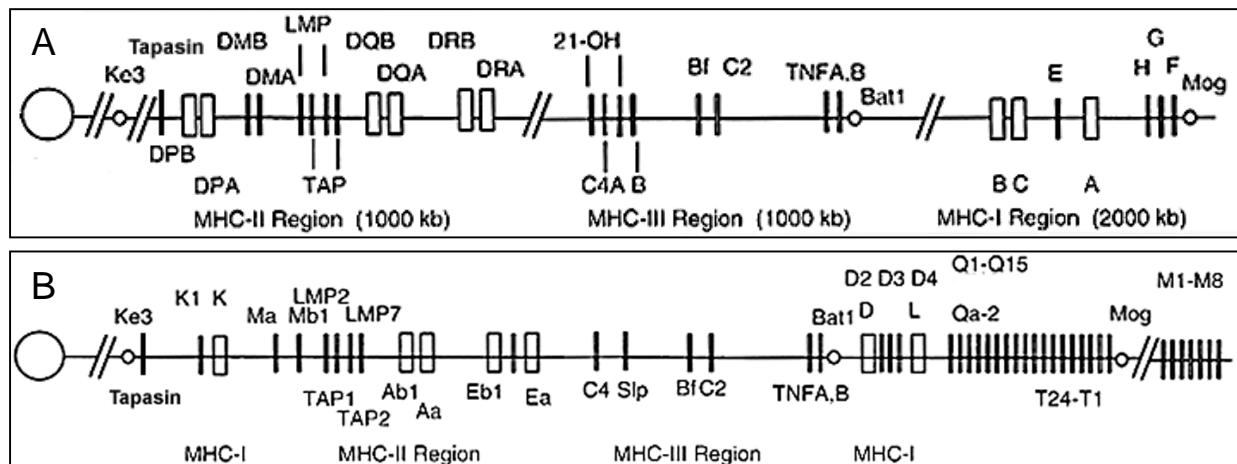 A
LMP
G
Tapasin DMB DQB DRB 21-OH
Ke3 DMA DQA DRA Bf C2 TNFA,B E H F Mog
Bat1
DPB
DPA TAP C4A B B C A
MHC-II Region (1000 kb) MHC-III Region (1000 kb) MHC-I Region (2000 kb)
B
Q1-Q15
D2 D3 D4 M1-M8
K1 K LMP2
Ke3 Ma Mb1 LMP7 Bat1 D L Qa-2 Mog
Tapasin TAP1 Ab1 Eb1 Ea C4 Slp Bf C2 TNFA,B T24-T1
TAP2 Aa
MHC-I MHC-II Region MHC-III Region MHC-I